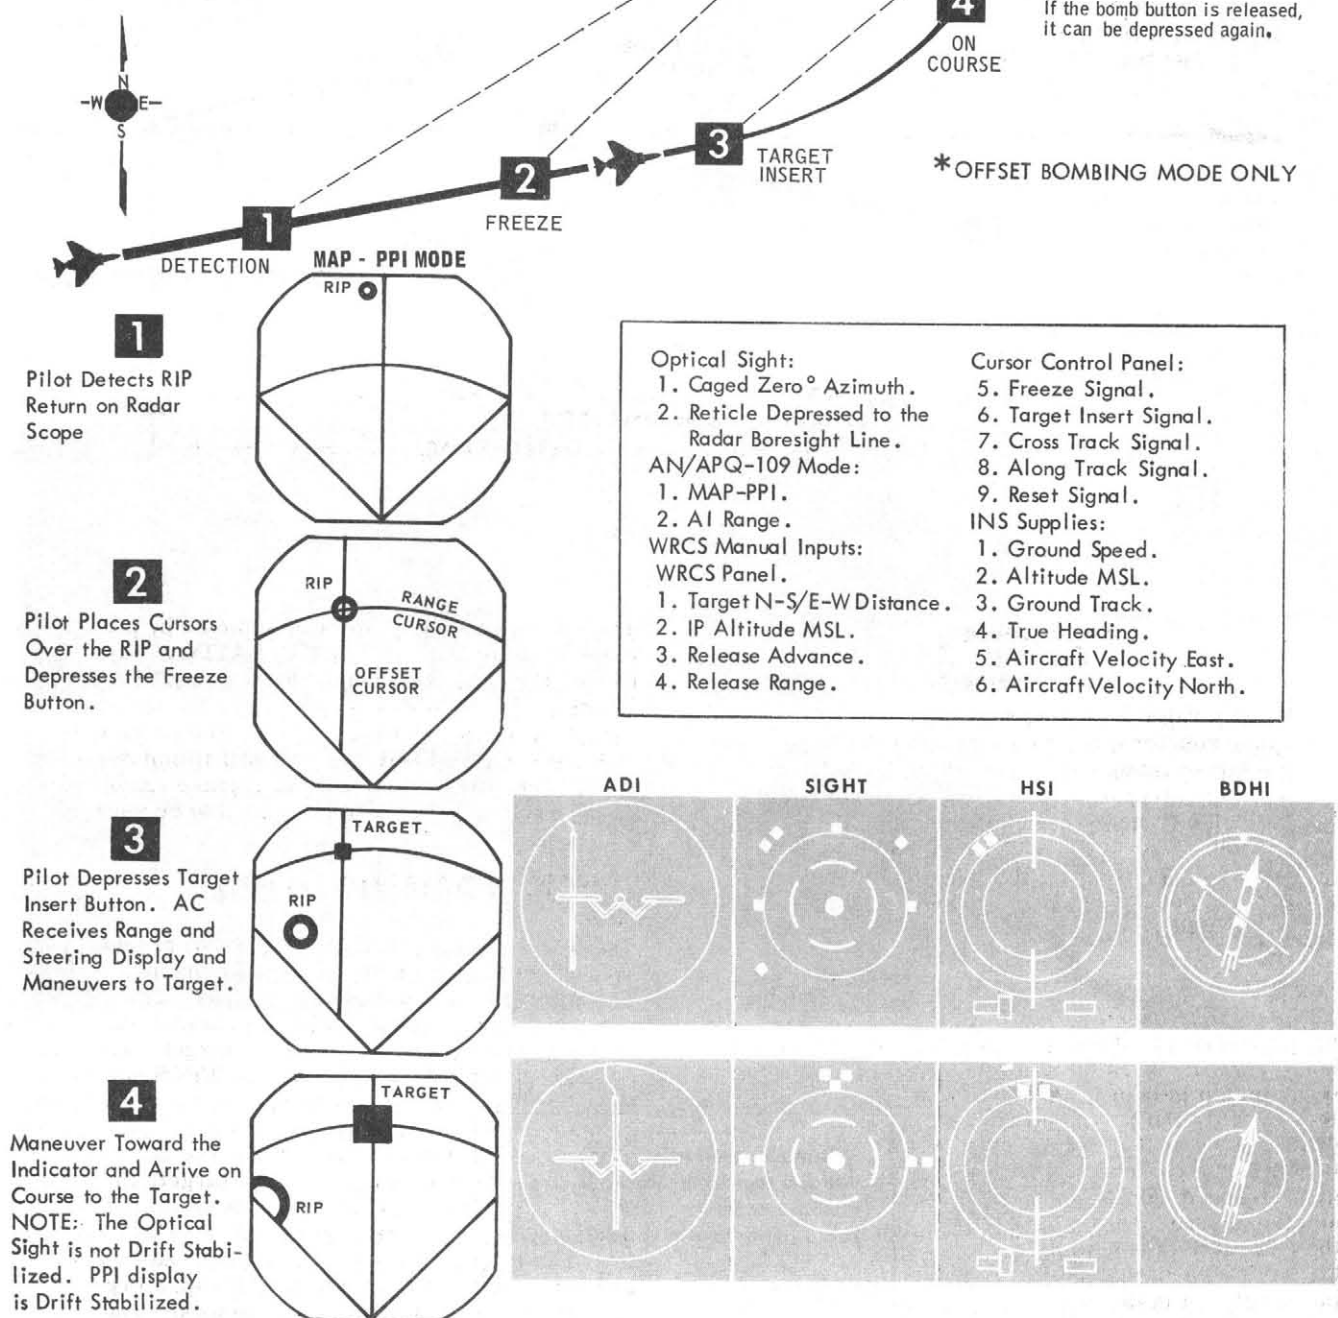 4
If the bomb button is released,
it can be depressed again.
ON
COURSE
N
-W E-
S
3
TARGET
INSERT
*OFFSET BOMBING MODE ONLY
2
FREEZE
1
DETECTION
MAP - PPI MODE
RIP
1
Pilot Detects RIP
Return on Radar
Scope
Optical Sight:
1. Caged Zero° Azimuth.
2. Reticle Depressed to the
Radar Boresight Line.
AN/APQ-109 Mode:
1. MAP-PPI.
2. AI Range.
WRCS Manual Inputs:
WRCS Panel.
1. Target N-S/E-W Distance.
2. IP Altitude MSL.
3. Release Advance.
4. Release Range.
Cursor Control Panel:
5. Freeze Signal.
6. Target Insert Signal.
7. Cross Track Signal.
8. Along Track Signal.
9. Reset Signal.
INS Supplies:
1. Ground Speed.
2. Altitude MSL.
3. Ground Track.
4. True Heading.
5. Aircraft Velocity East.
6. Aircraft Velocity North.
2
Pilot Places Cursors
Over the RIP and
Depresses the Freeze
Button.
RIP
RANGE
CURSOR
OFFSET
CURSOR
ADI
SIGHT
HSI
BDHI
3
Pilot Depresses Target
Insert Button. AC
Receives Range and
Steering Display and
Maneuvers to Target.
TARGET.
RIP
4
Maneuver Toward the
Indicator and Arrive on
Course to the Target.
NOTE: The Optical
Sight is not Drift Stabi-
lized. PPI display
is Drift Stabilized.
TARGET
RIP